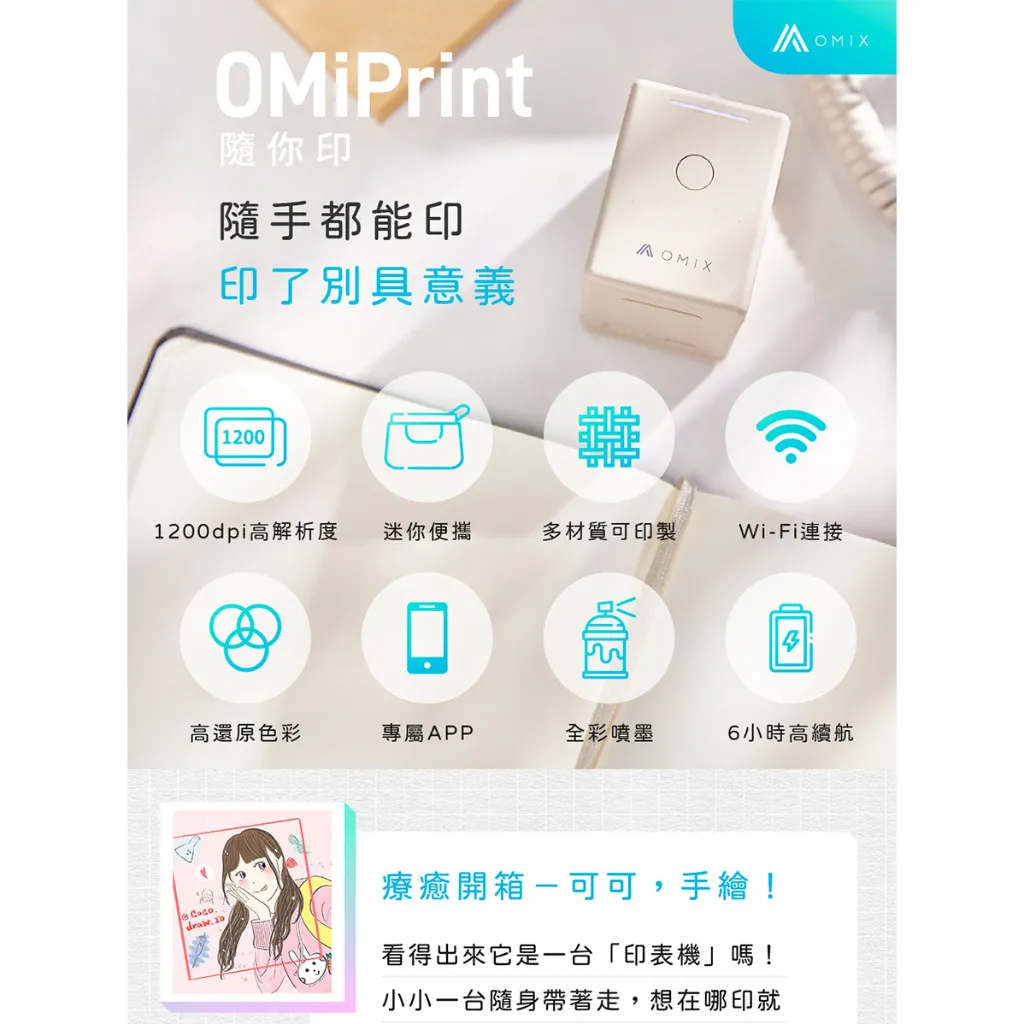 OMIX
OMiPrint
隨你印
隨手都能印
印了別具意義
OMIX
1200
1200dpi高解析度
迷你便攜
多材質可印製
Wi-Fi連接
高還原色彩
專屬APP
全彩噴墨
6小時高續航
@coco.
draw.20
療癒開箱－可可，手繪！
看得出來它是一台「印表機」嗎！
小小一台隨身帶著走，想在哪印就